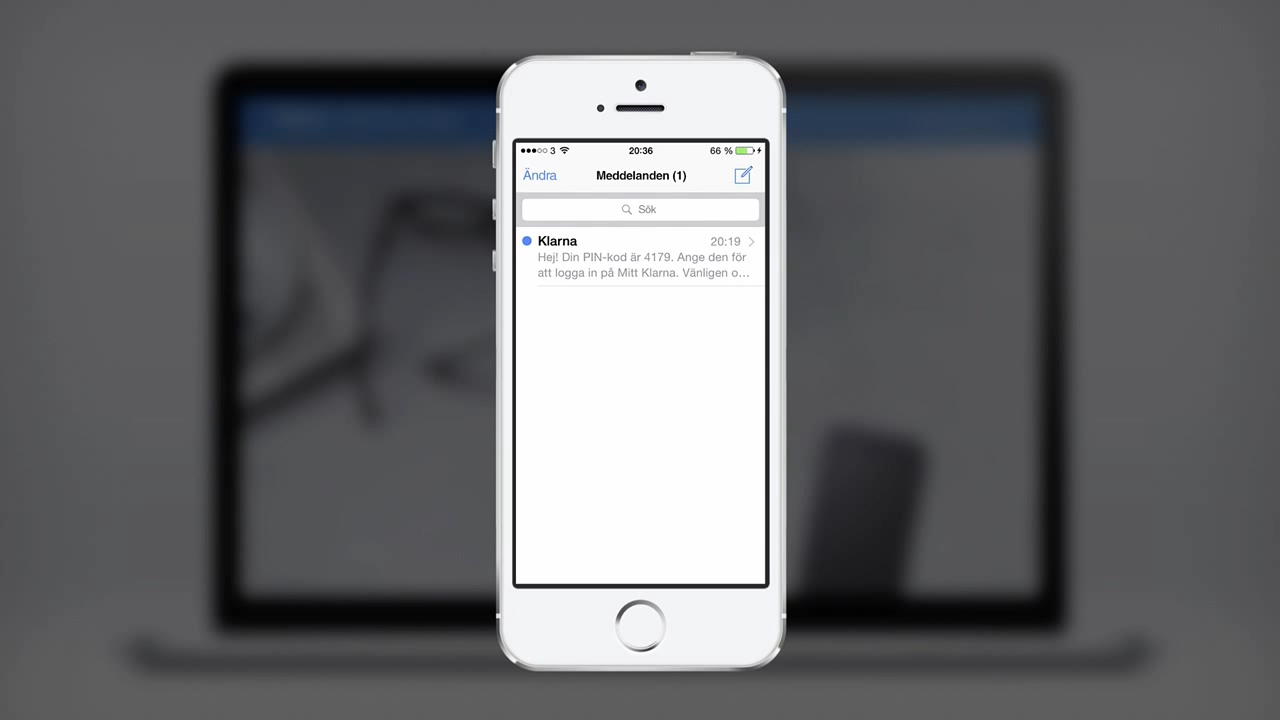 3 20:36 66 %
Ändra Meddelanden (1)
Sök
Klarna 20:19
Hej! Din PIN-kod är 4179. Ange den för
att logga in på Mitt Klarna. Vänligen o...